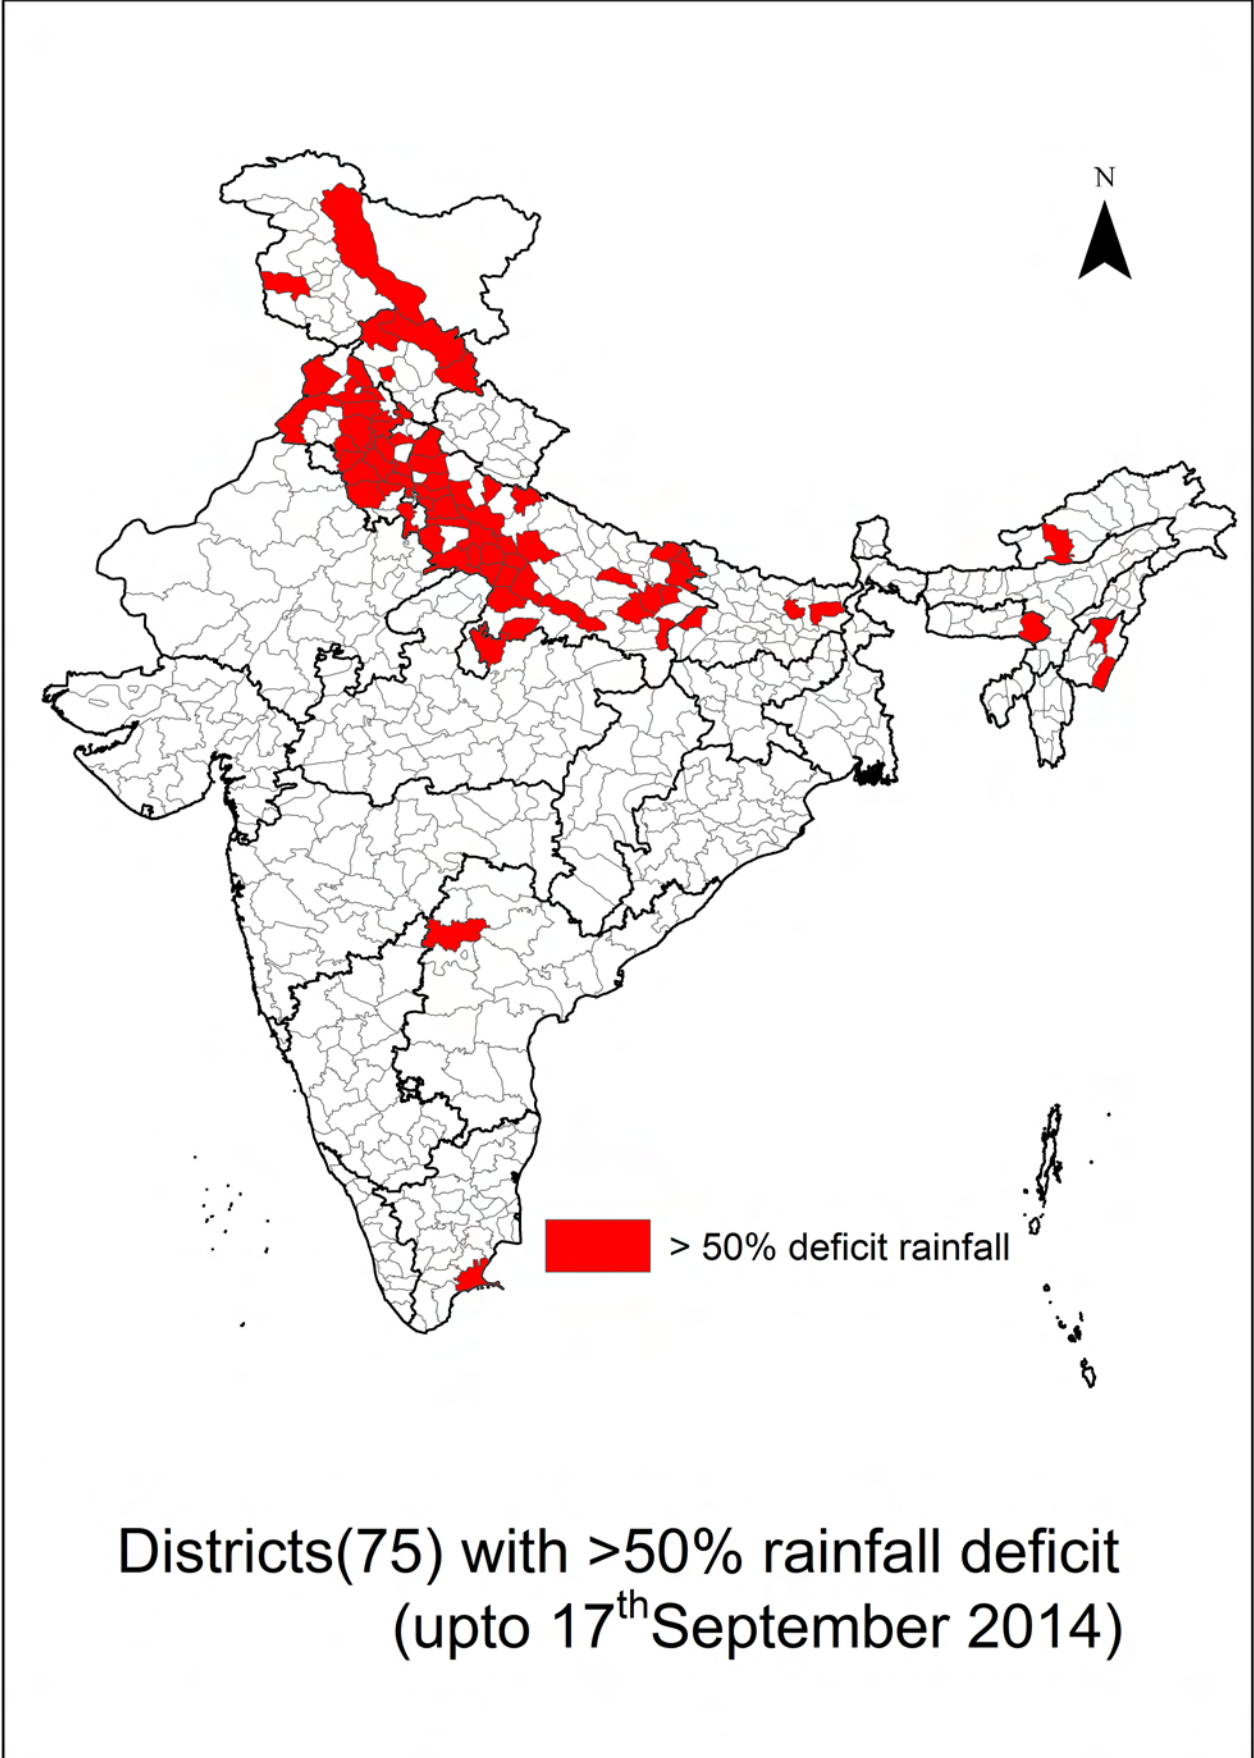 N
> 50% deficit rainfall
Districts(75) with >50% rainfall deficit
(upto 17thSeptember 2014)